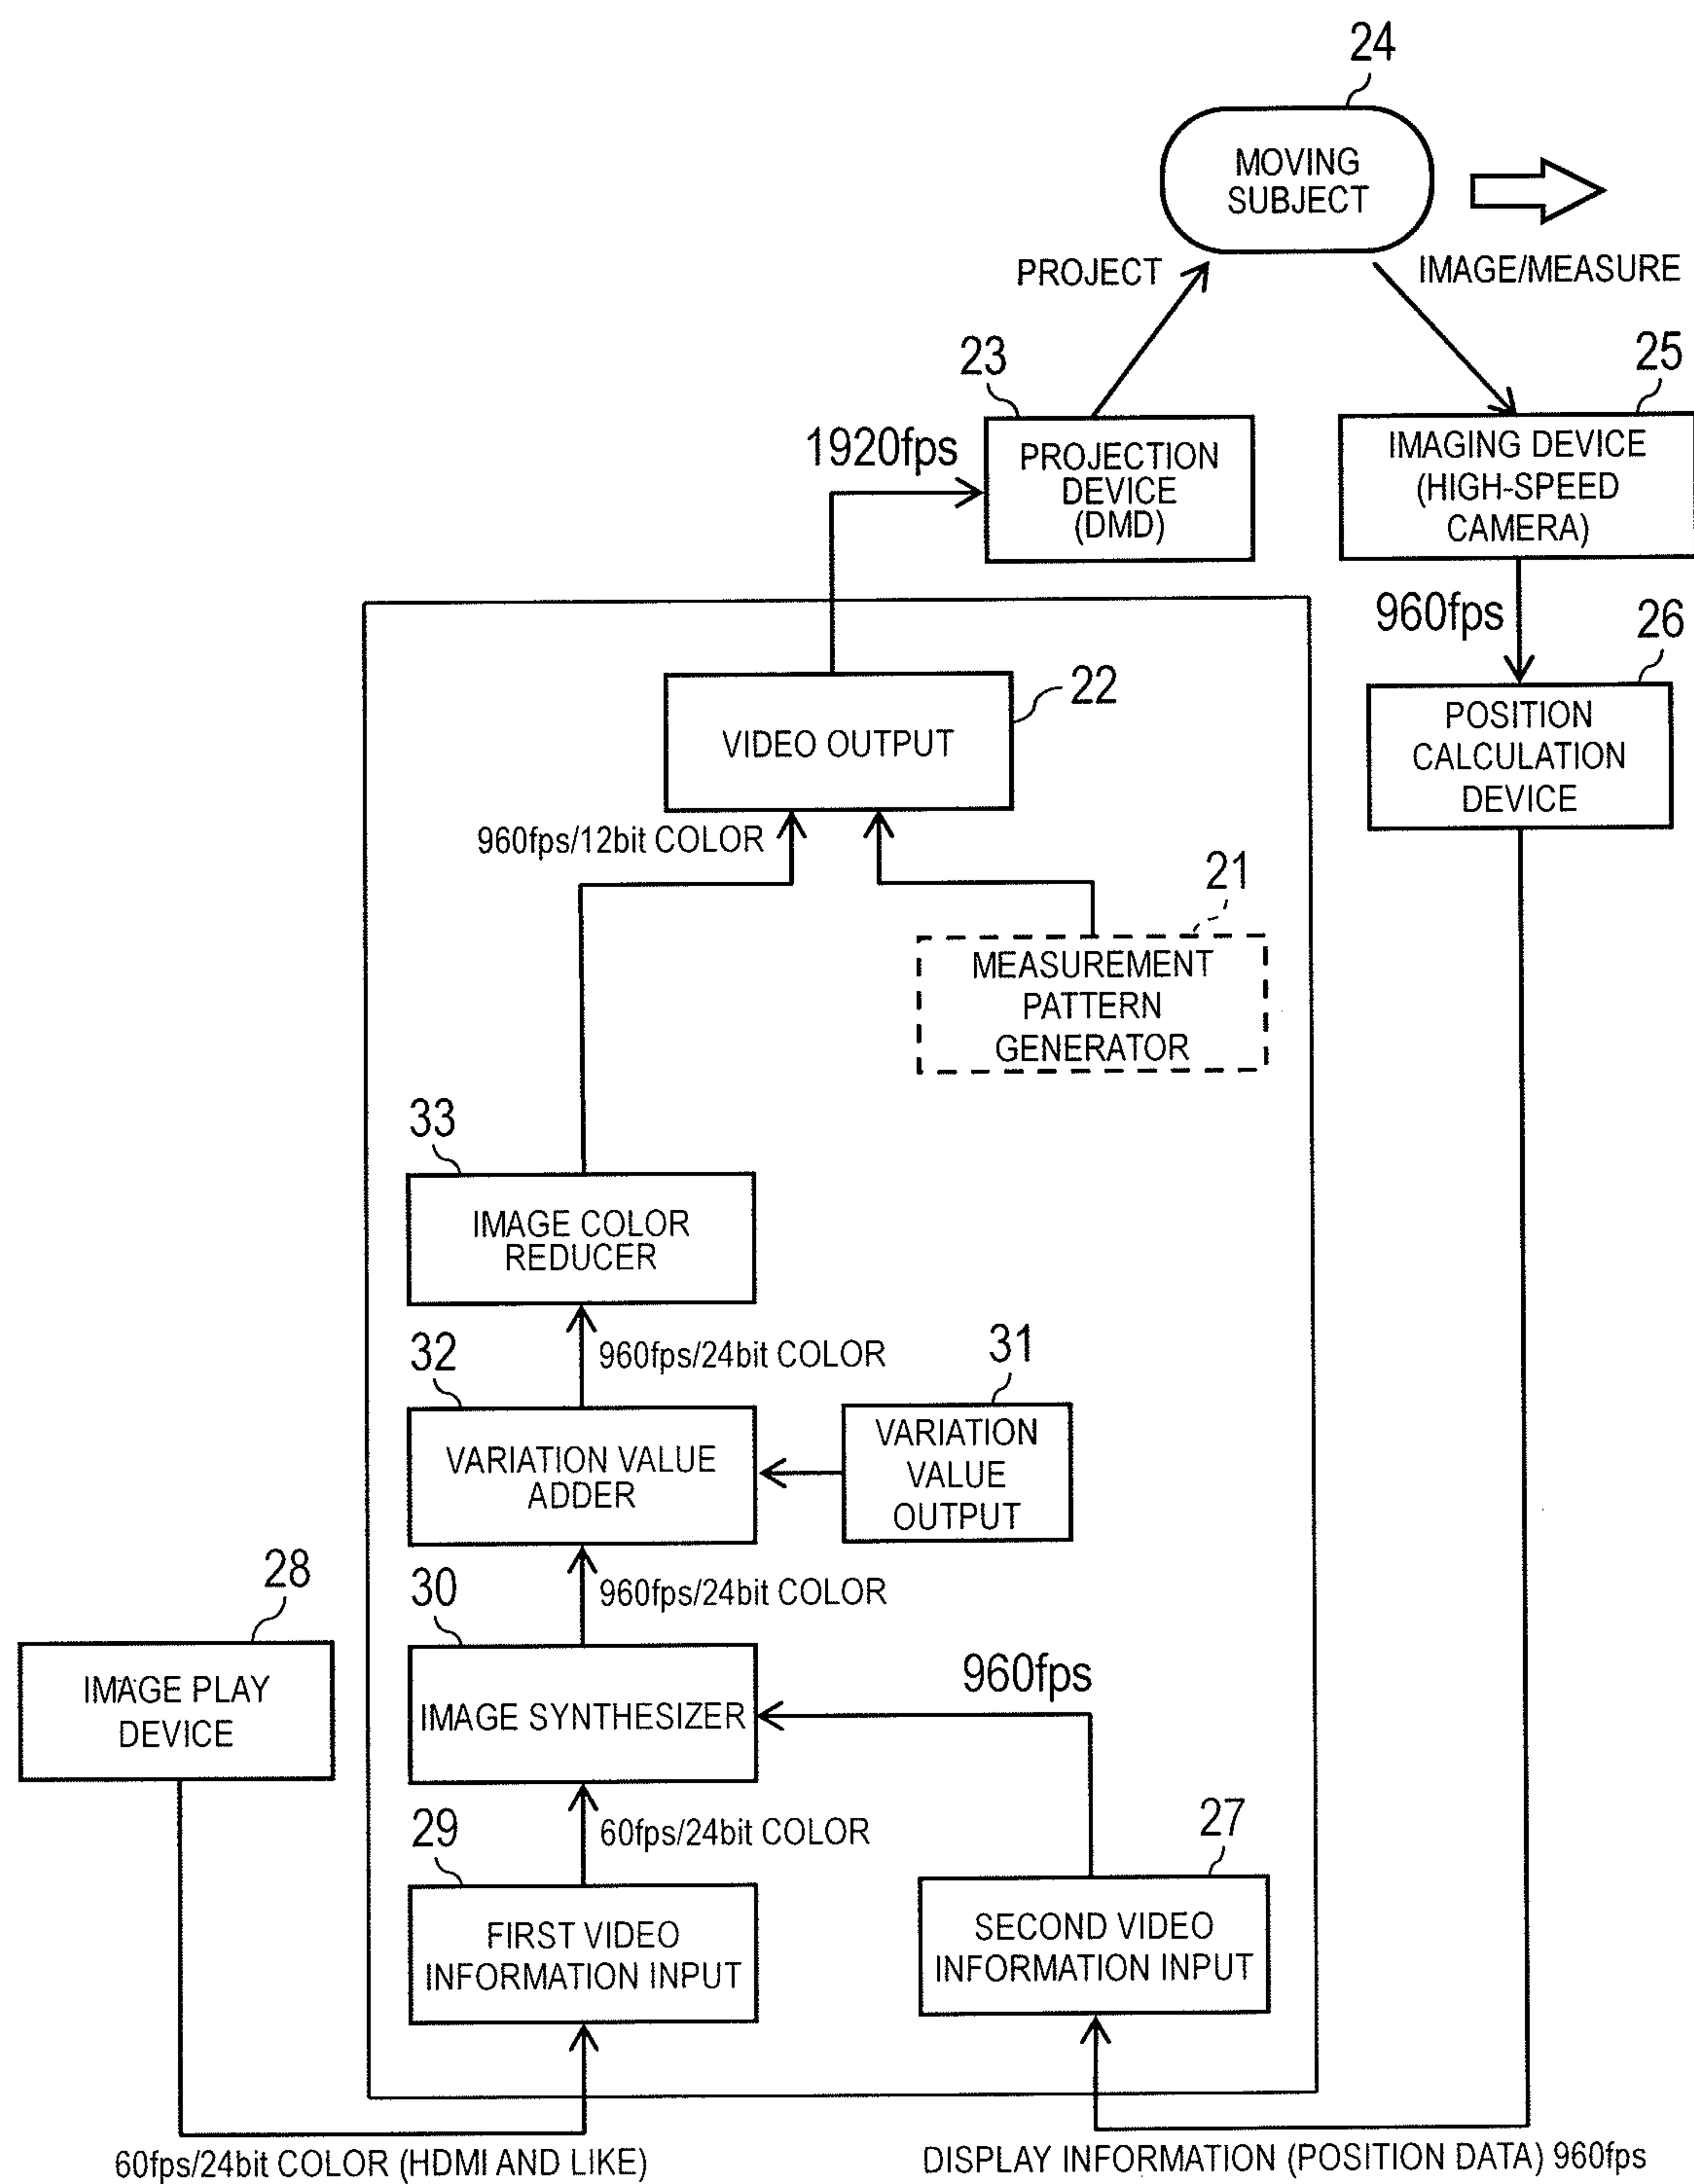 24
MOVING
SUBJECT
PROJECT
IMAGE/MEASURE
23
25
1920fps
PROJECTION
DEVICE
(DMD)
IMAGING DEVICE
(HIGH-SPEED
CAMERA)
960fps
26
22
VIDEO OUTPUT
POSITION
CALCULATION
DEVICE
960fps/12bit COLOR
21
MEASUREMENT
PATTERN
GENERATOR
33
IMAGE COLOR
REDUCER
32
960fps/24bit COLOR
31
VARIATION VALUE
ADDER
VARIATION
VALUE
OUTPUT
28
30
960fps/24bit COLOR
IMAGE PLAY
DEVICE
IMAGE SYNTHESIZER
960fps
29
60fps/24bit COLOR
27
FIRST VIDEO
INFORMATION INPUT
SECOND VIDEO
INFORMATION INPUT
60fps/24bit COLOR (HDMI AND LIKE)
DISPLAY INFORMATION (POSITION DATA) 960fps